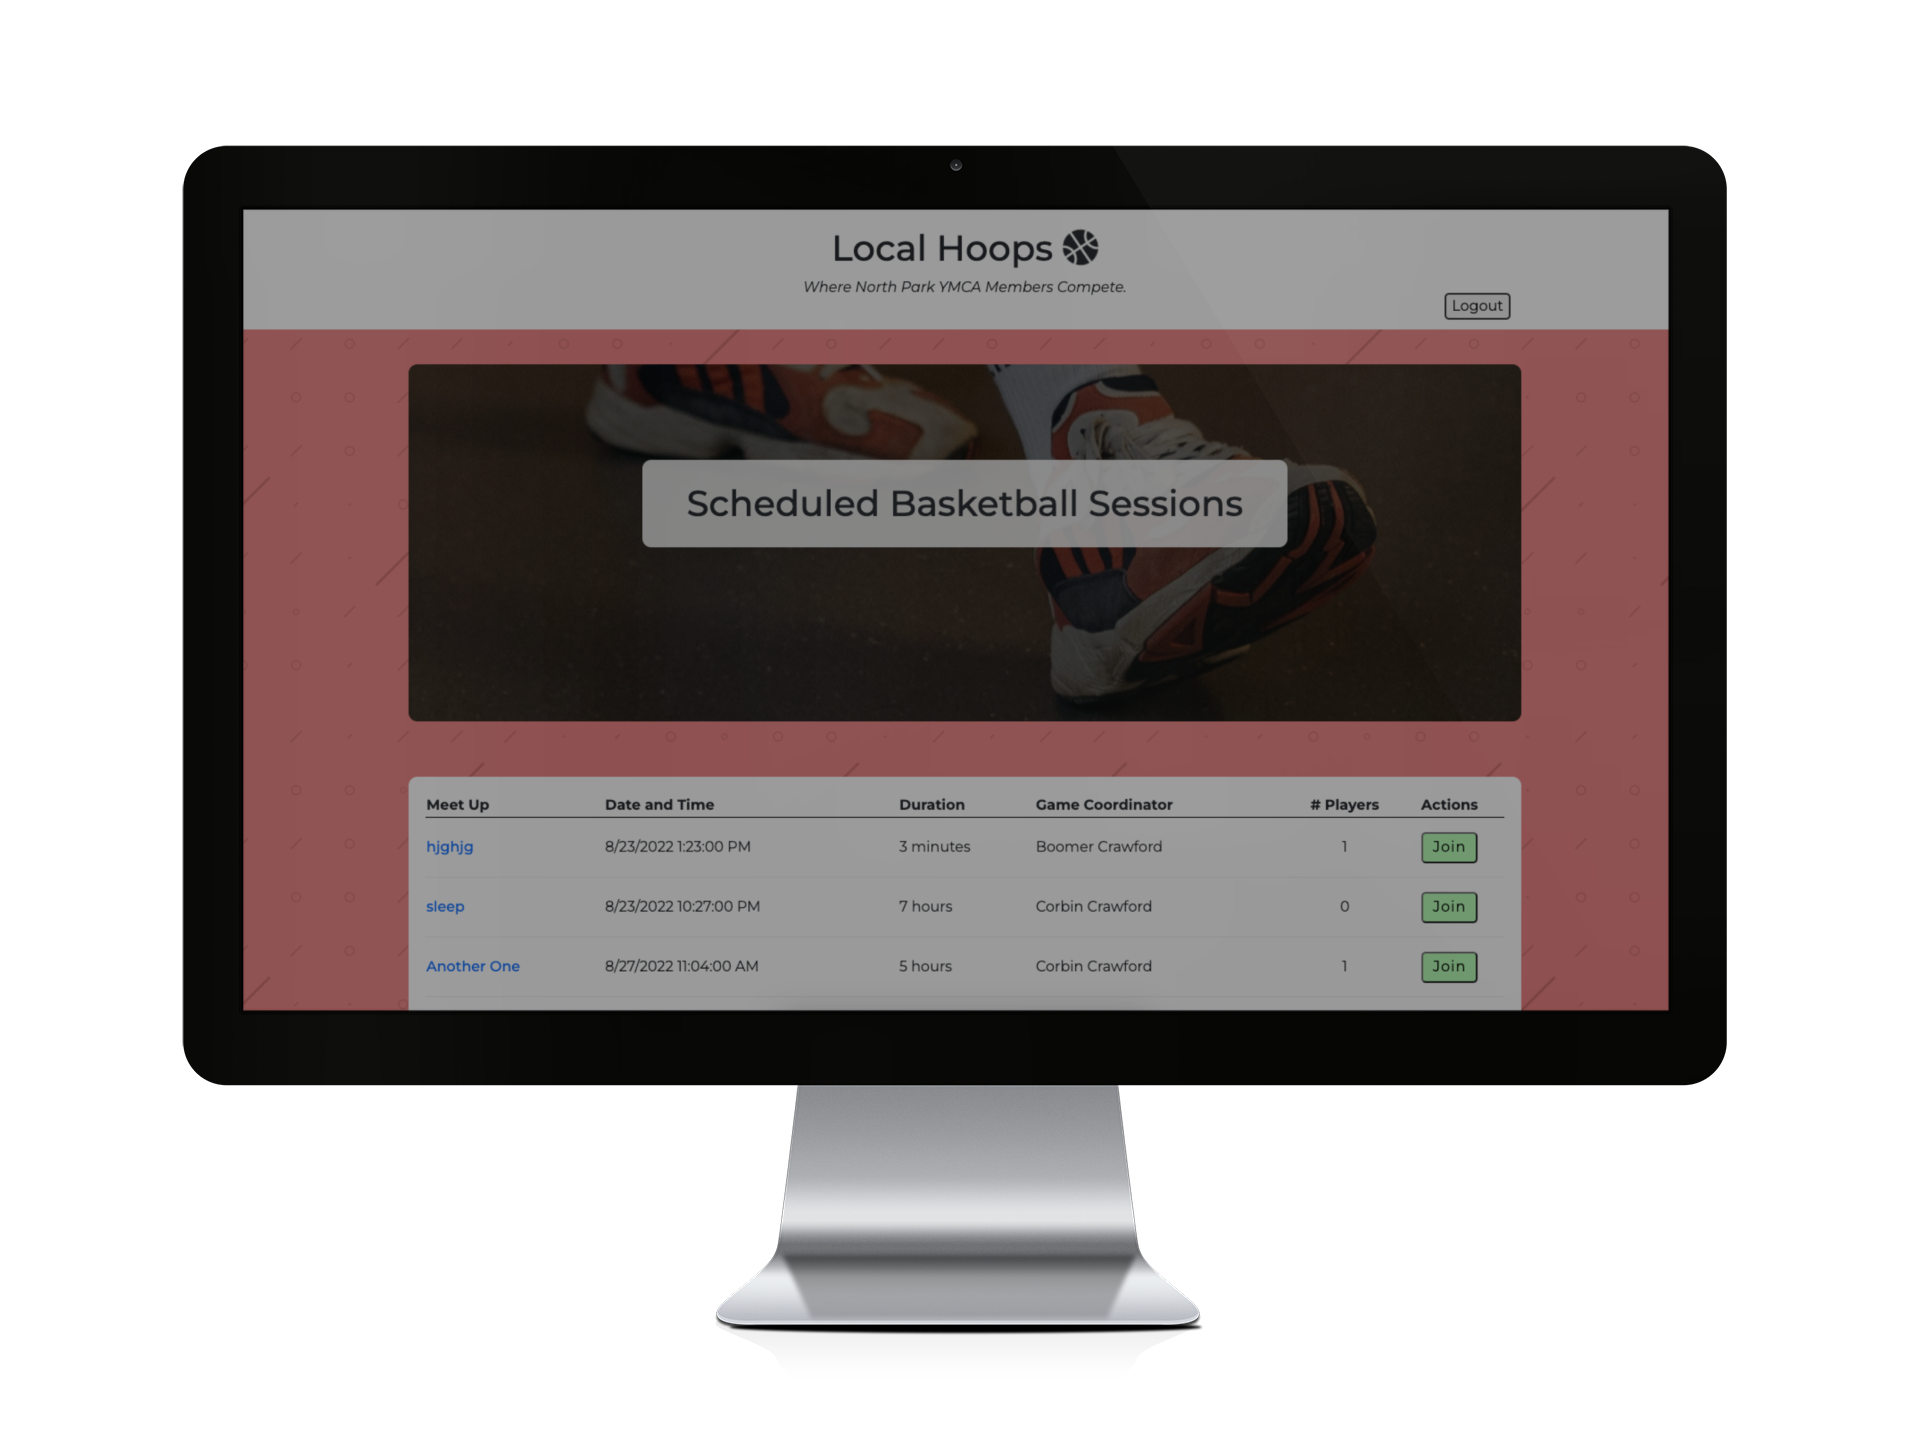 Local Hoops
Where North Park YMCA Members Compete.
Logout
Scheduled Basketball Sessions
Meet Up Date and Time Duration Game Coordinator # Players Actions
hjghjg 8/23/2022 1:23:00 PM 3 minutes Boomer Crawford 1 Join
sleep 8/23/2022 10:27:00 PM 7 hours Corbin Crawford 0 Join
Another One 8/27/2022 11:04:00 AM 5 hours Corbin Crawford 1 Join